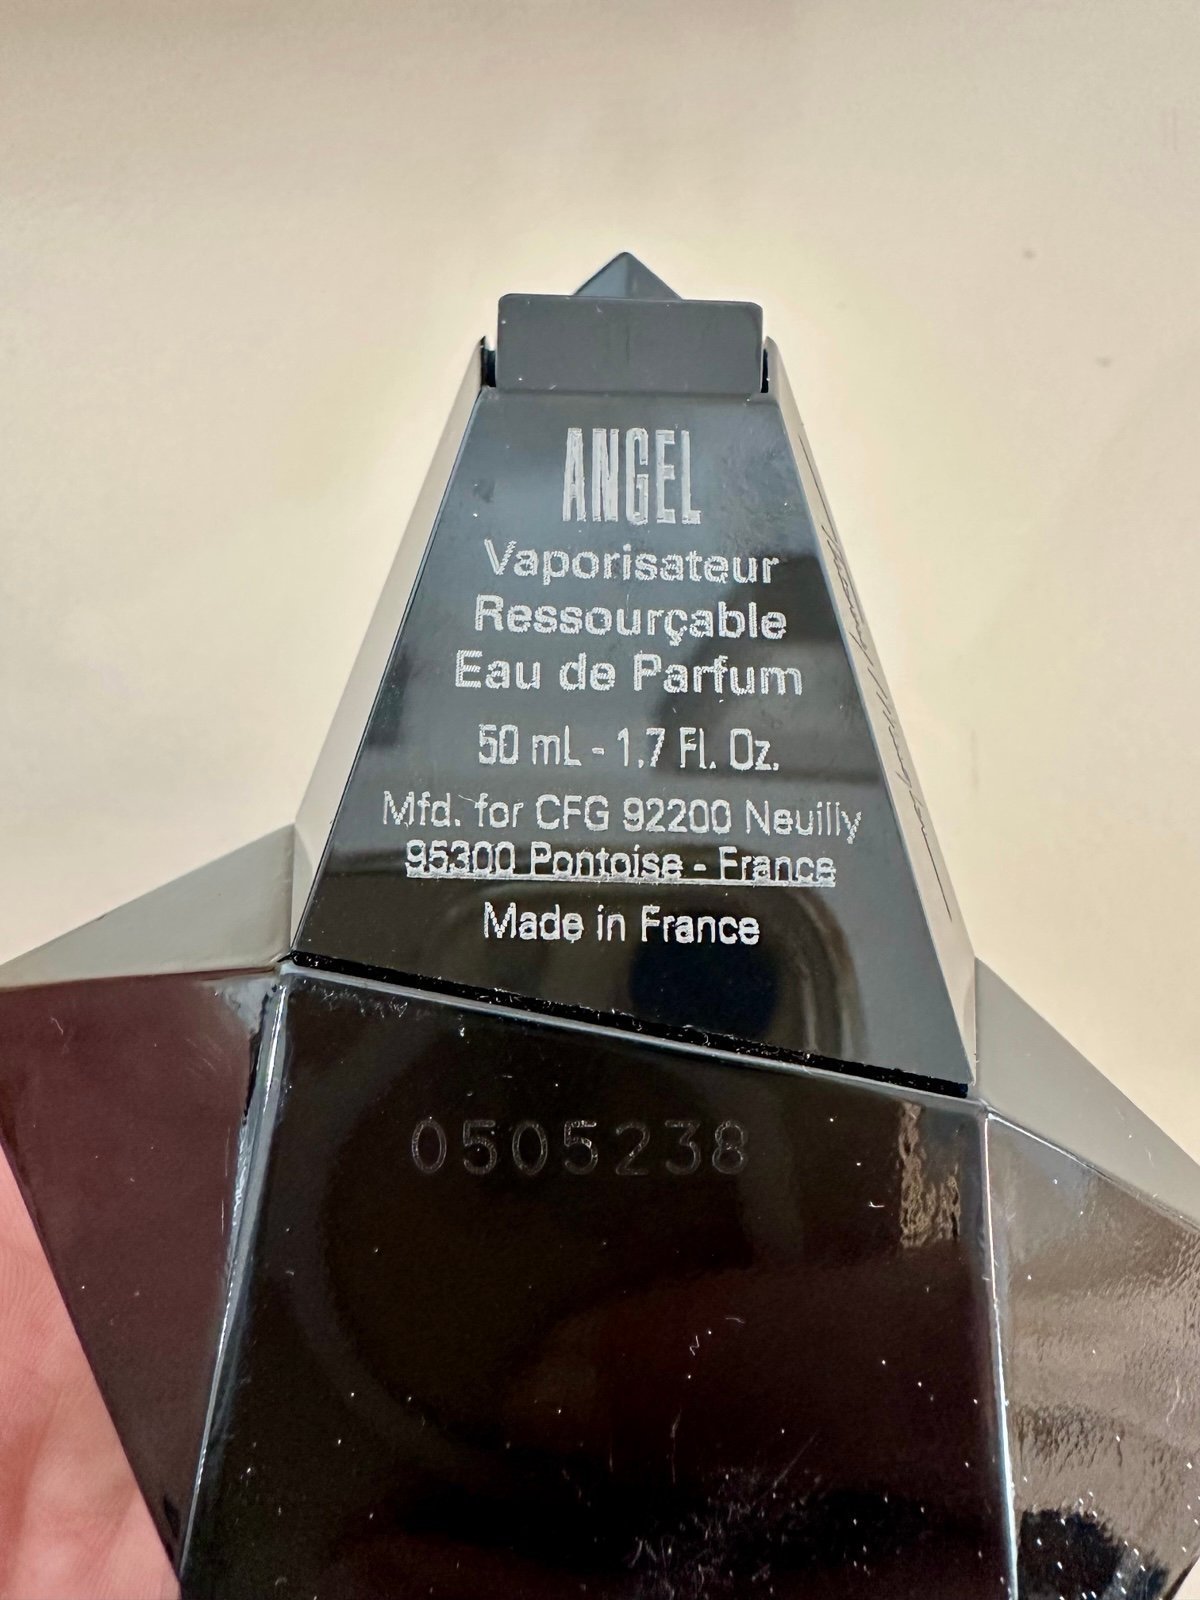 ANGEL
Vaporisateur
Ressourçable
Eau de Parfum
50 mL - 1.7 Fl. Oz.
Mfd. for CFG 92200 Neuilly
95300 Pontoise - France
Made in France
0505238